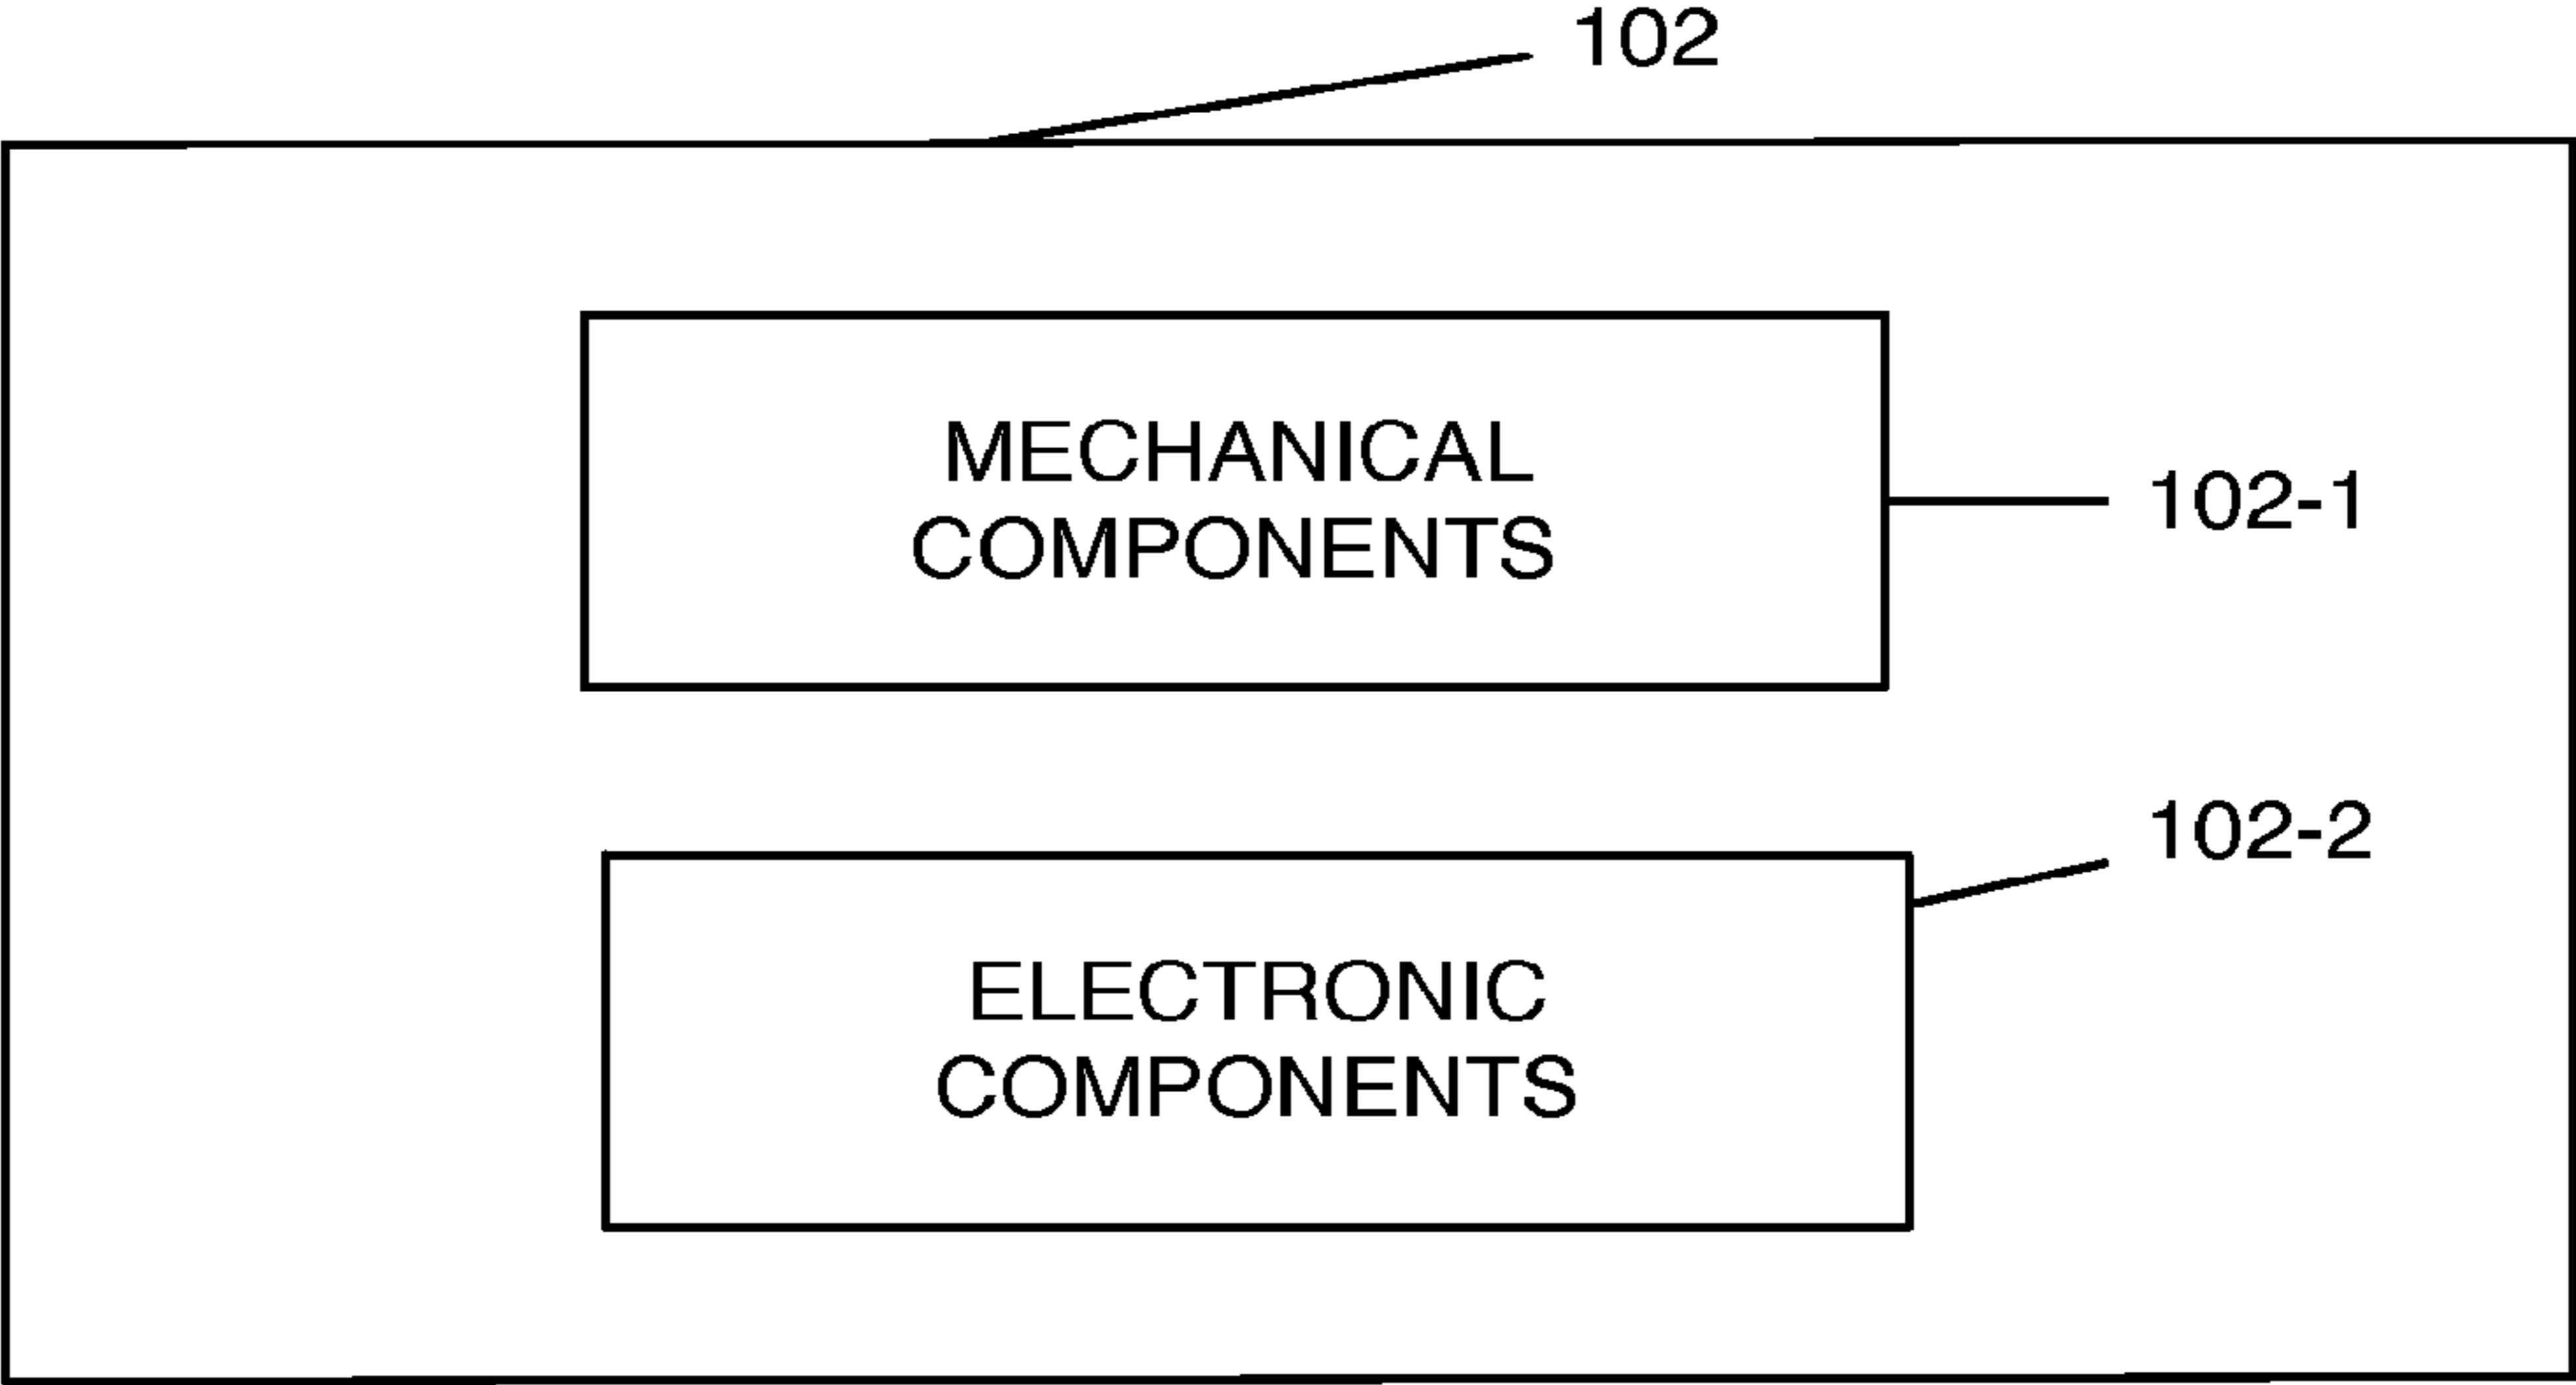 102
MECHANICAL
COMPONENTS
102-1
102-2
ELECTRONIC
COMPONENTS